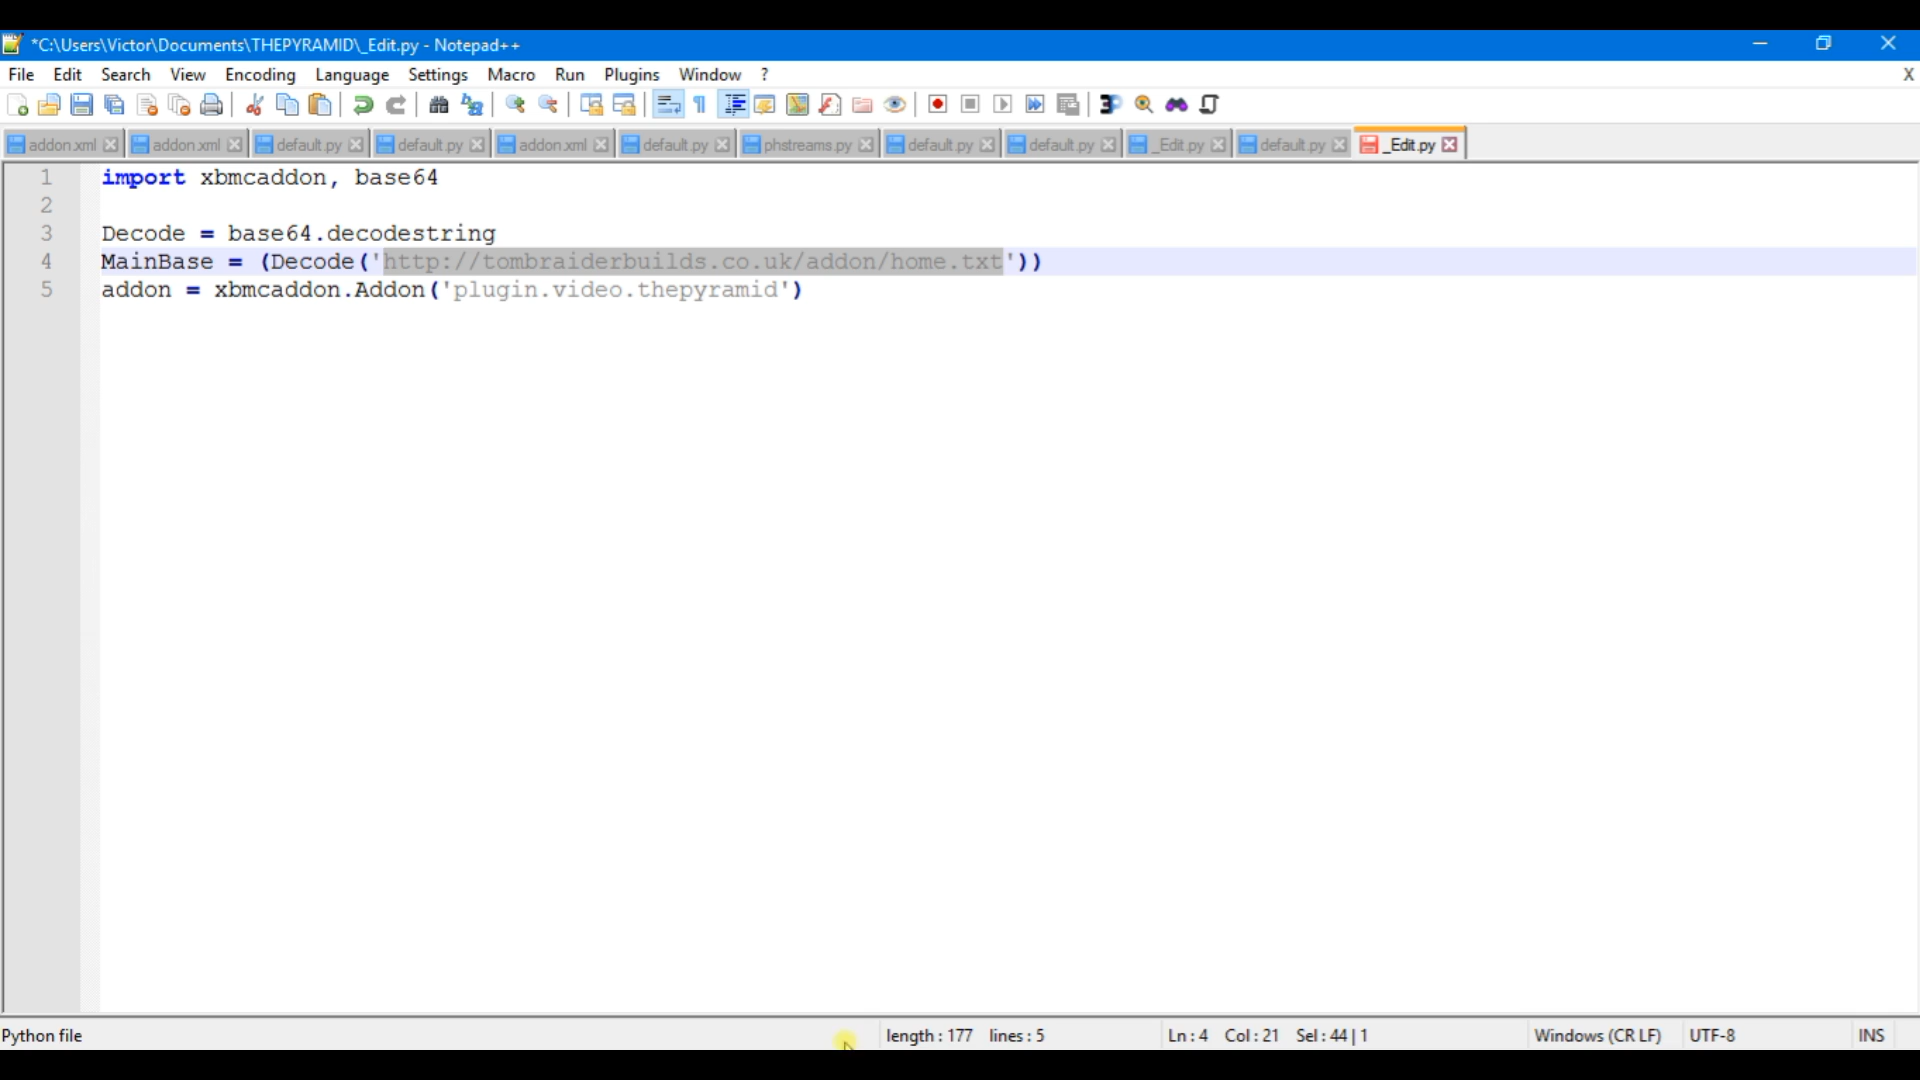 *C:\Users\Victor\Documents\THEPYRAMID\_Edit.py - Notepad++
File Edit Search View Encoding Language Settings Macro Run Plugins Window ? X
addon.xml addon.xml default.py default.py addon.xml default.py phstreams.py default.py default.py _Edit.py default.py _Edit.py
1 import xbmcaddon, base64
2
3 Decode = base64.decodestring
4 MainBase = (Decode('http://tombraiderbuilds.co.uk/addon/home.txt'))
5 addon = xbmcaddon.Addon('plugin.video.thepyramid')
Python file length : 177 lines : 5 Ln : 4 Col : 21 Sel : 44 | 1 Windows (CR LF) UTF-8 INS